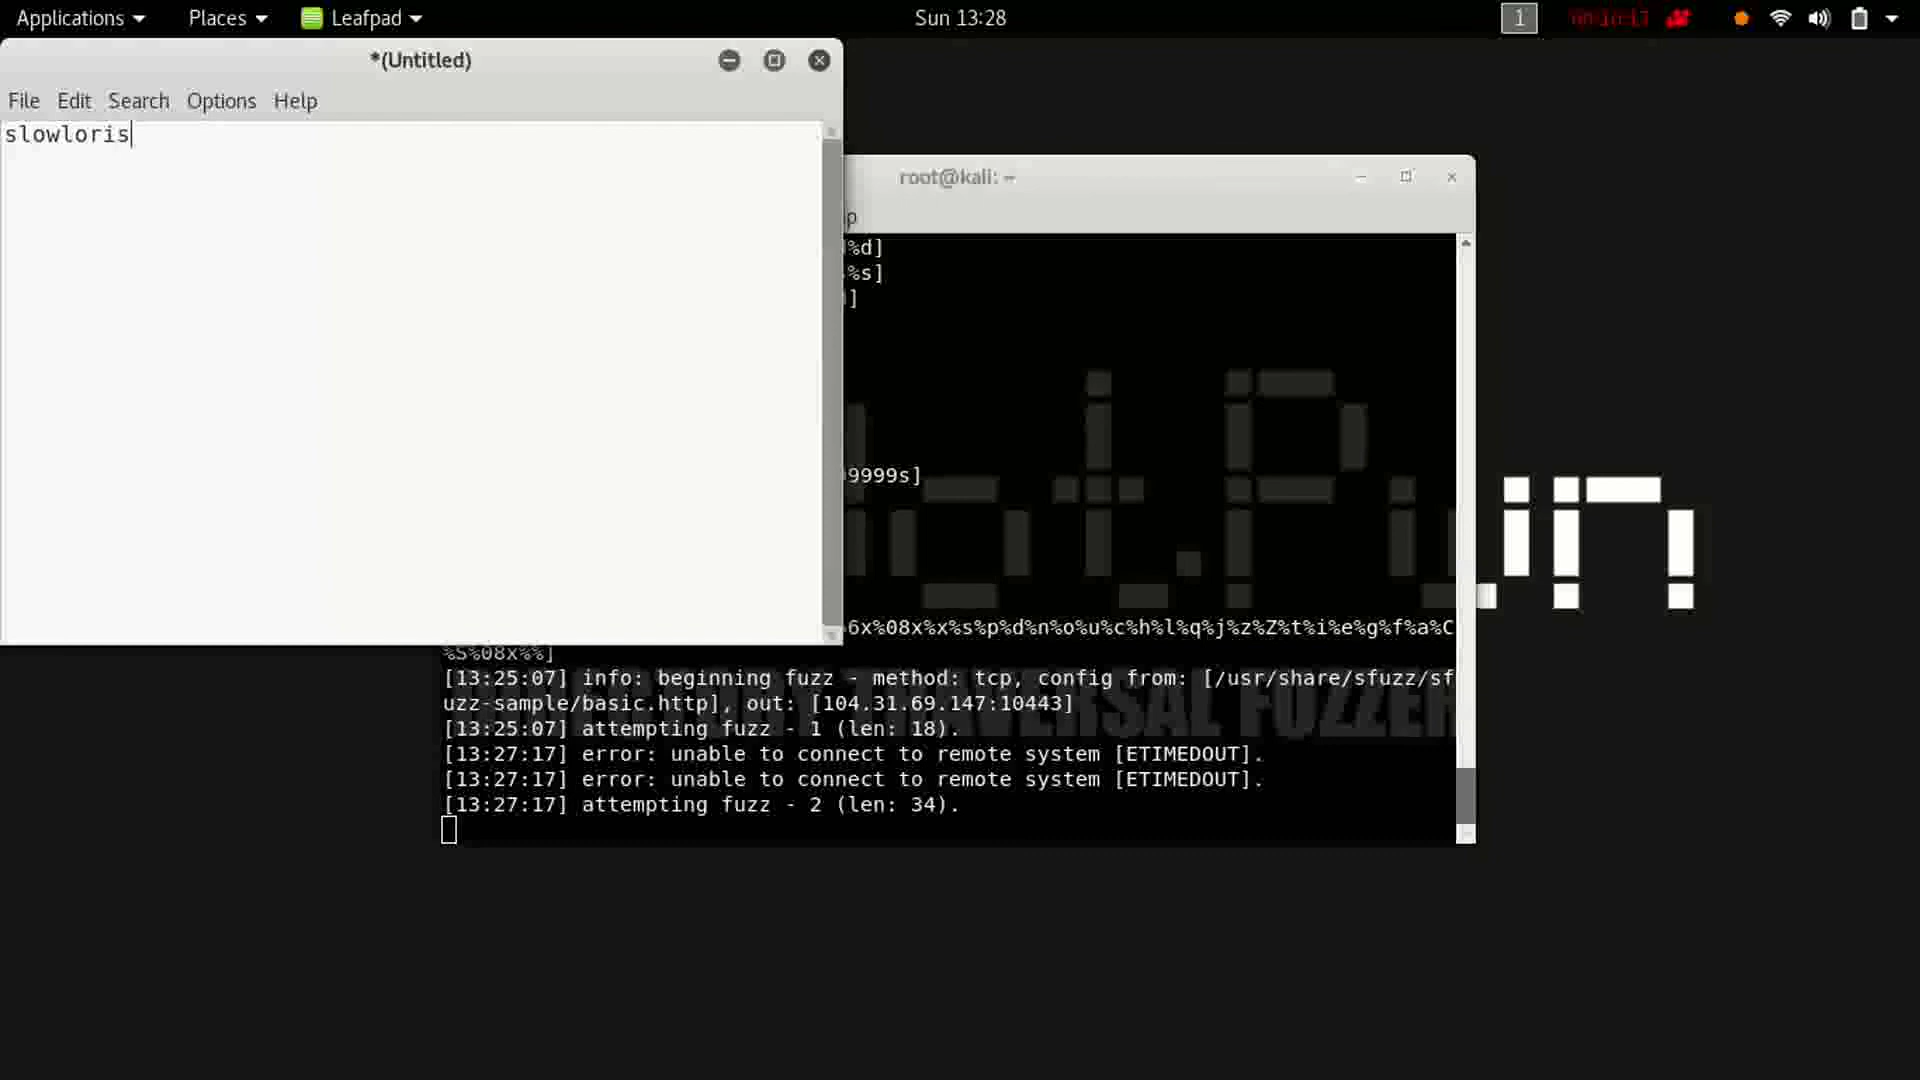 Applications Places Leafpad Sun 13:28 1
*(Untitled)
File Edit Search Options Help
slowloris
root@kali: ~
p
%d]
%s]
]
9999s]
6x%08x%x%s%p%d%n%o%u%c%h%l%q%j%z%Z%t%i%e%g%f%a%C
%S%08x%%]
[13:25:07] info: beginning fuzz - method: tcp, config from: [/usr/share/sfuzz/sf
uzz-sample/basic.http], out: [104.31.69.147:10443]
[13:25:07] attempting fuzz - 1 (len: 18).
[13:27:17] error: unable to connect to remote system [ETIMEDOUT].
[13:27:17] error: unable to connect to remote system [ETIMEDOUT].
[13:27:17] attempting fuzz - 2 (len: 34).
TRAVERSAL FUZZER